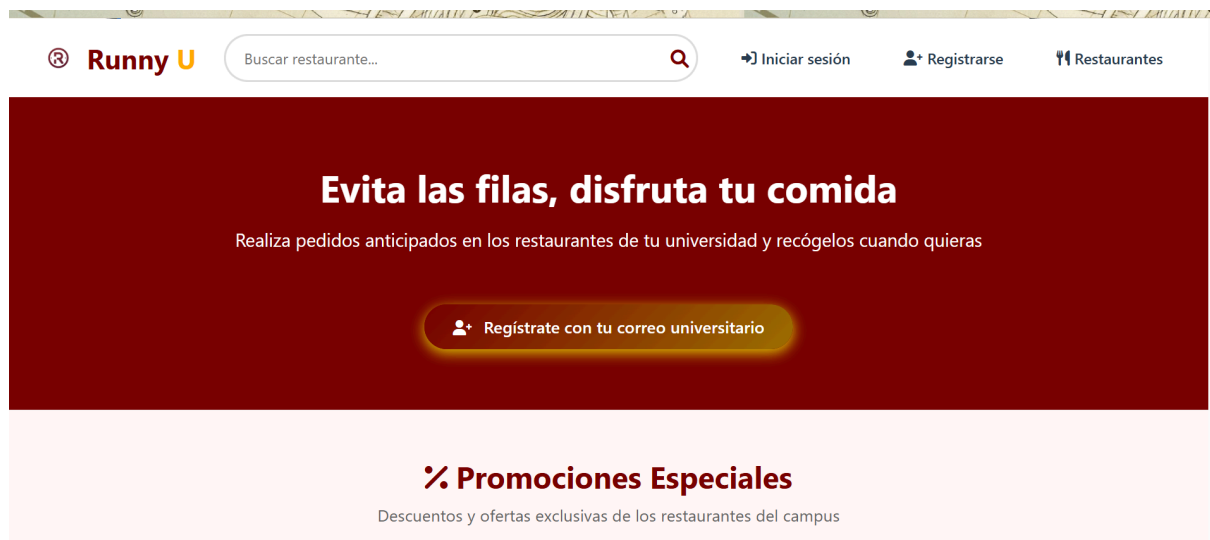 ® Runny U
Buscar restaurante...
Iniciar sesión
Registrarse
Restaurantes
Evita las filas, disfruta tu comida
Realiza pedidos anticipados en los restaurantes de tu universidad y recógelos cuando quieras
Regístrate con tu correo universitario
Promociones Especiales
Descuentos y ofertas exclusivas de los restaurantes del campus